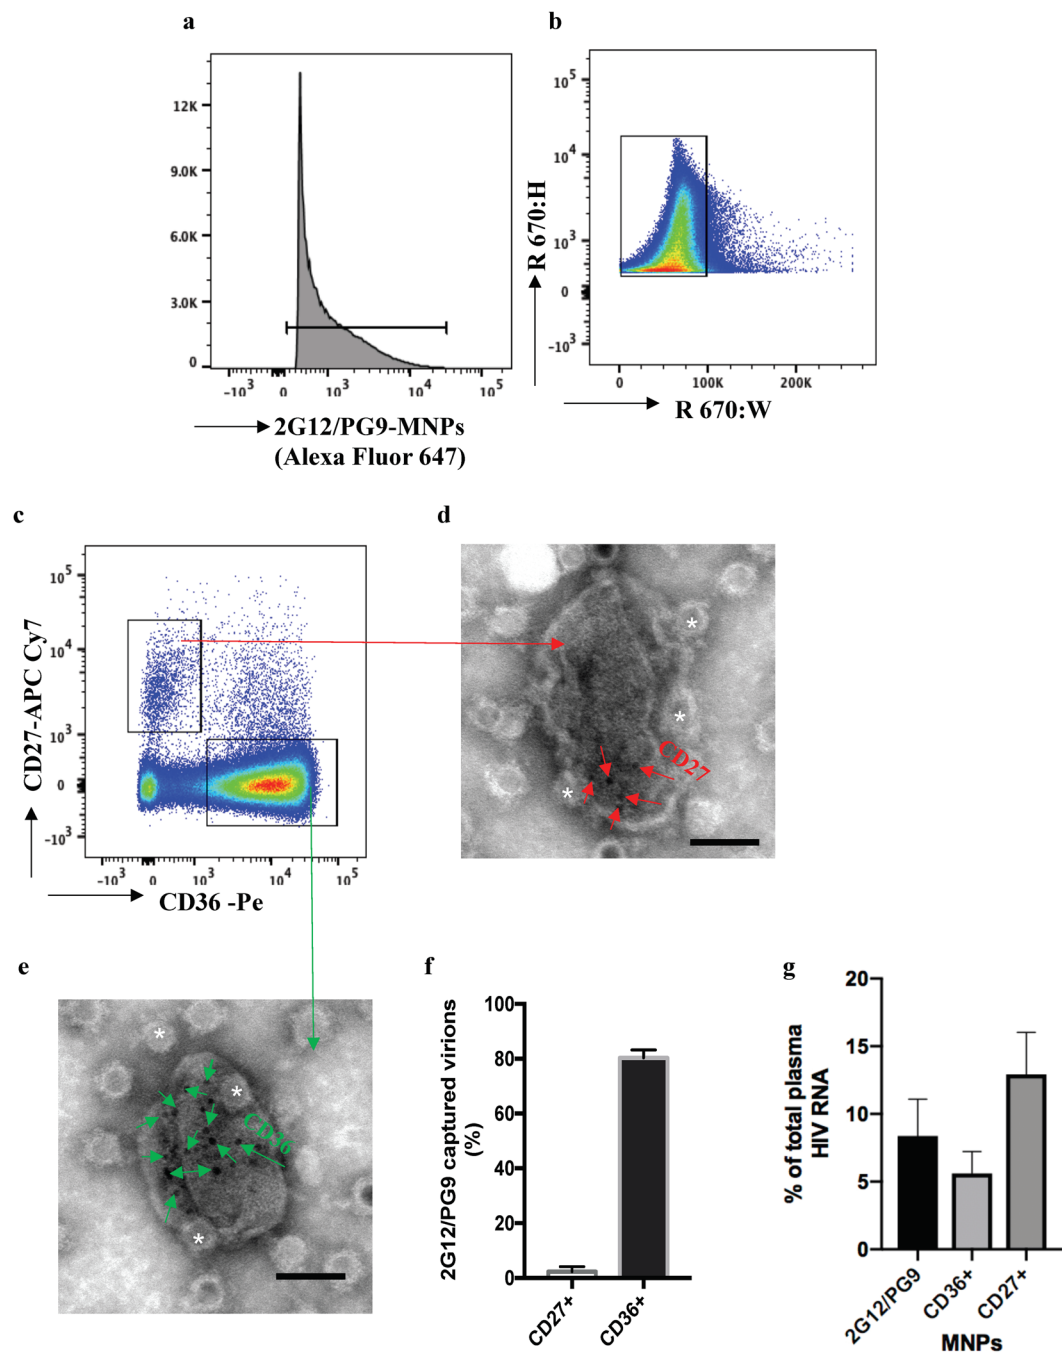 a
12K
9.0K
6.0K
3.0K
0
-10³ 0 10³ 10⁴ 10⁵
2G12/PG9-MNPs
(Alexa Fluor 647)
b
R 670:H
10⁵
10⁴
10³
0
-10³
0 100K 200K
R 670:W
c
CD27-APC Cy7
10⁵
10⁴
10³
0
-10³
-10³ 0 10³ 10⁴ 10⁵
CD36 -Pe
d
*
*
*
CD27
e
*
*
*
CD36
f
2G12/PG9 captured virions
(%)
100
80
60
40
20
0
CD27+
CD36+
g
% of total plasma
HIV RNA
20
15
10
5
0
2G12/PG9
CD36+
CD27+
MNPs